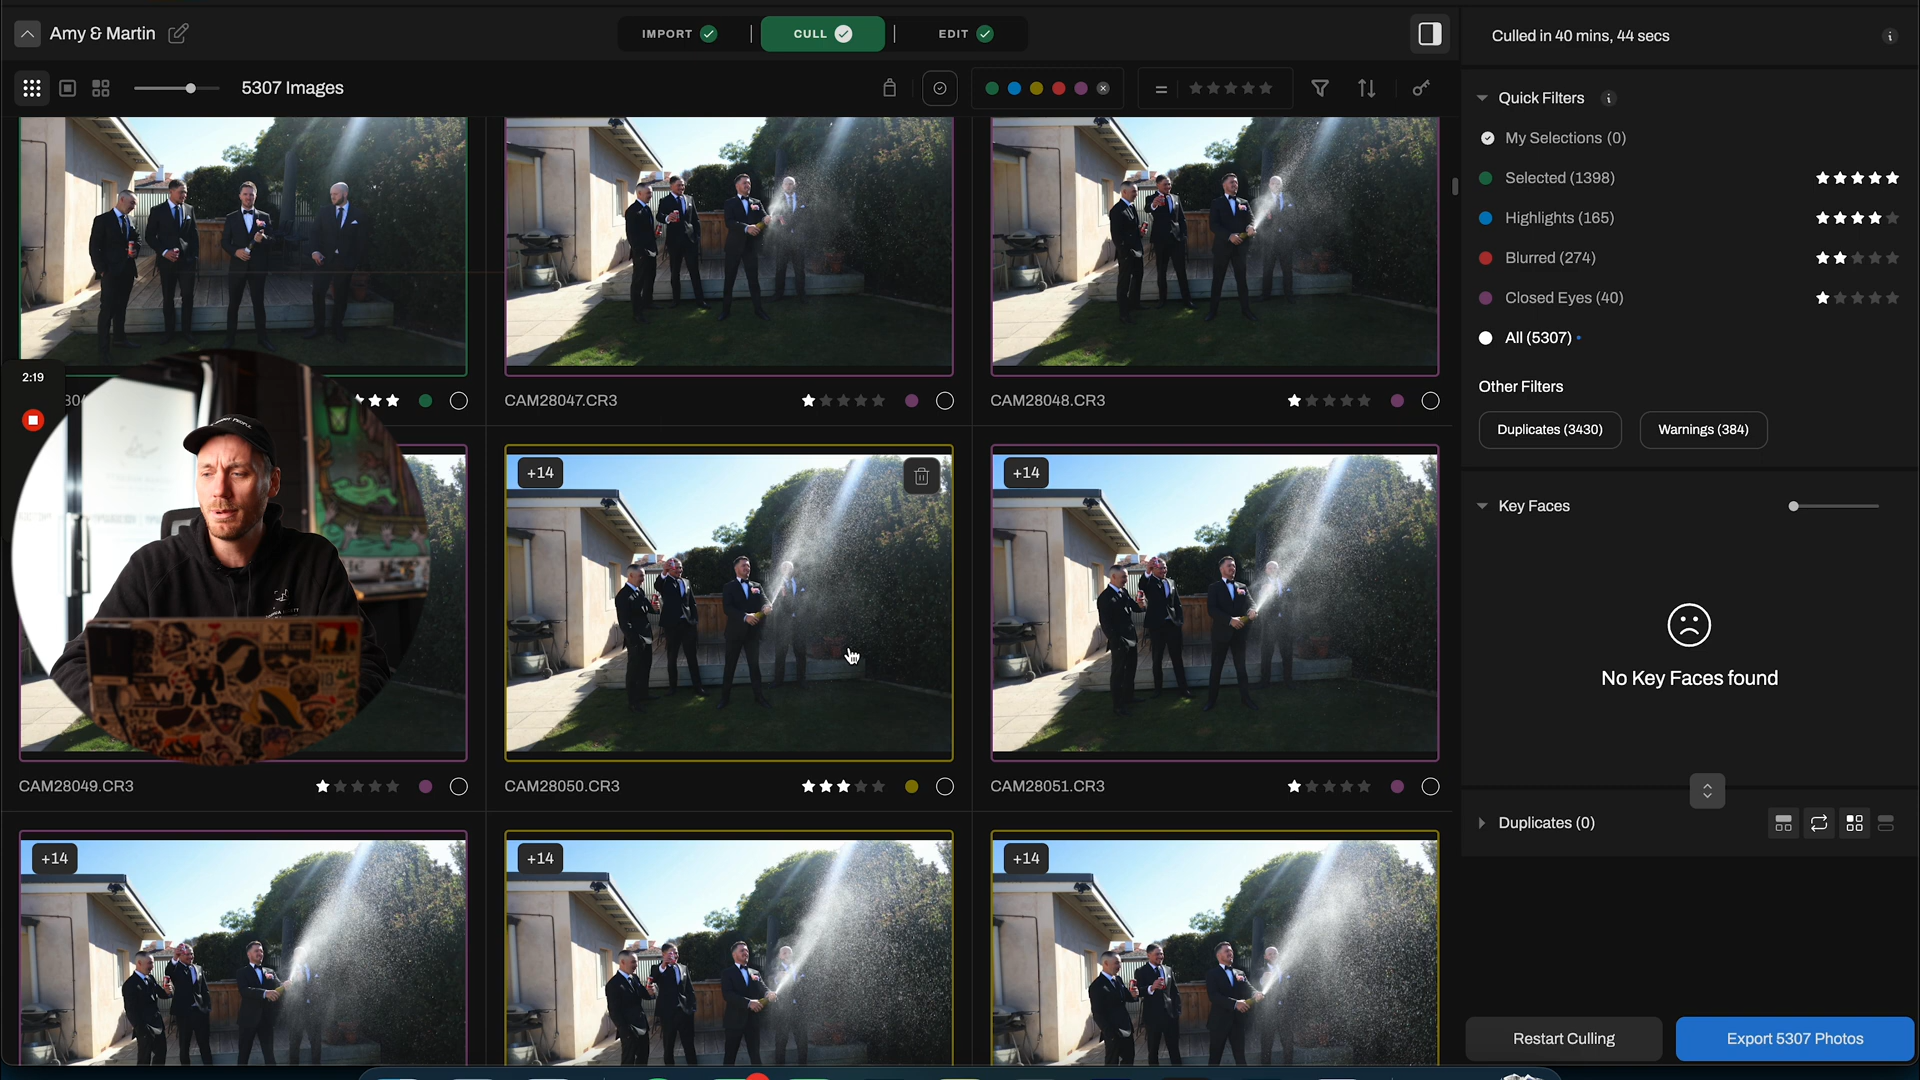 Amy & Martin
IMPORT
CULL
EDIT
Culled in 40 mins, 44 secs
5307 Images
Quick Filters
My Selections (0)
Selected (1398)
Highlights (165)
Blurred (274)
Closed Eyes (40)
All (5307)
Other Filters
Duplicates (3430)
Warnings (384)
2:19
CAM28047.CR3
CAM28048.CR3
+14
+14
Key Faces
No Key Faces found
CAM28049.CR3
CAM28050.CR3
CAM28051.CR3
Duplicates (0)
+14
+14
+14
Restart Culling
Export 5307 Photos